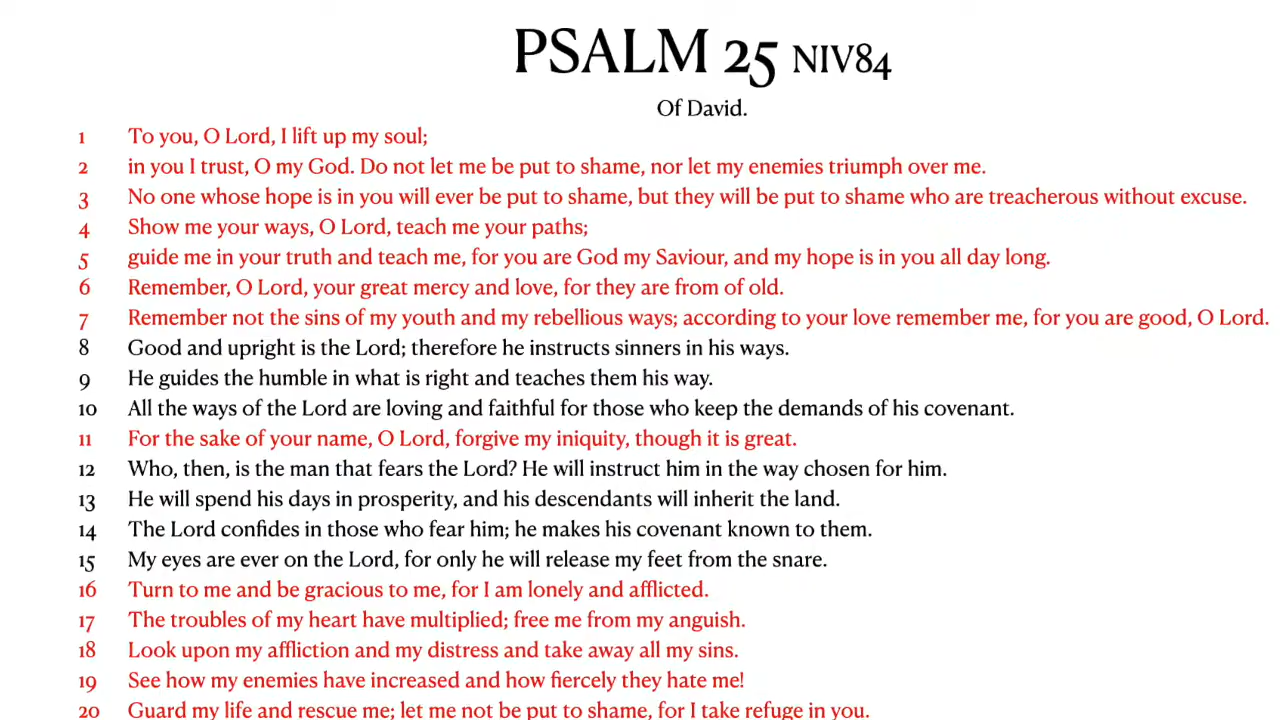 PSALM 25 NIV84
Of David.
1 To you, O Lord, I lift up my soul;
2 in you I trust, O my God. Do not let me be put to shame, nor let my enemies triumph over me.
3 No one whose hope is in you will ever be put to shame, but they will be put to shame who are treacherous without excuse.
4 Show me your ways, O Lord, teach me your paths;
5 guide me in your truth and teach me, for you are God my Saviour, and my hope is in you all day long.
6 Remember, O Lord, your great mercy and love, for they are from of old.
7 Remember not the sins of my youth and my rebellious ways; according to your love remember me, for you are good, O Lord.
8 Good and upright is the Lord; therefore he instructs sinners in his ways.
9 He guides the humble in what is right and teaches them his way.
10 All the ways of the Lord are loving and faithful for those who keep the demands of his covenant.
11 For the sake of your name, O Lord, forgive my iniquity, though it is great.
12 Who, then, is the man that fears the Lord? He will instruct him in the way chosen for him.
13 He will spend his days in prosperity, and his descendants will inherit the land.
14 The Lord confides in those who fear him; he makes his covenant known to them.
15 My eyes are ever on the Lord, for only he will release my feet from the snare.
16 Turn to me and be gracious to me, for I am lonely and afflicted.
17 The troubles of my heart have multiplied; free me from my anguish.
18 Look upon my affliction and my distress and take away all my sins.
19 See how my enemies have increased and how fiercely they hate me!
20 Guard my life and rescue me; let me not be put to shame, for I take refuge in you.